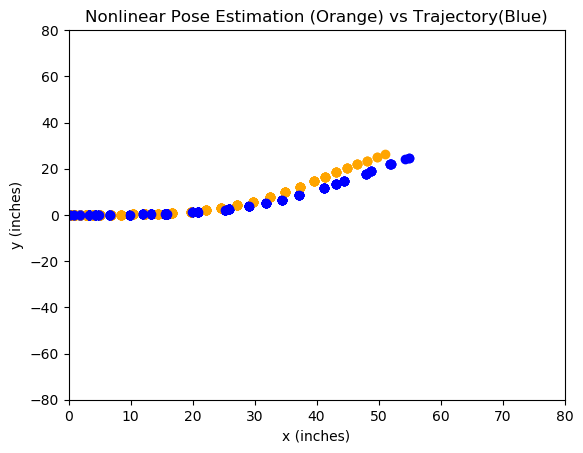 Nonlinear Pose Estimation (Orange) vs Trajectory(Blue)
80
60
40
20
0
−20
−40
−60
−80
y (inches)
0 10 20 30 40 50 60 70 80
x (inches)